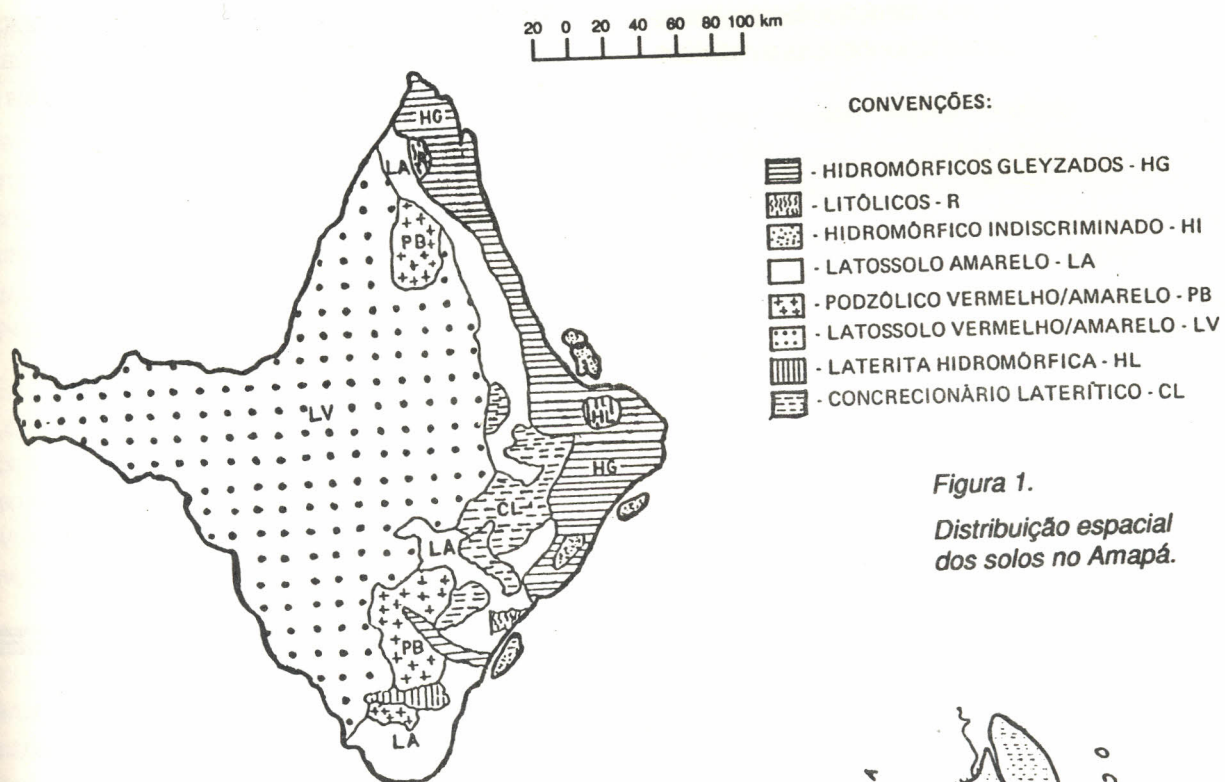 20 0 20 40 60 80 100 km
CONVENÇÕES:
- HIDROMÓRFICOS GLEYZADOS - HG
- LITÓLICOS - R
- HIDROMÓRFICO INDISCRIMINADO - HI
- LATOSSOLO AMARELO - LA
- PODZÓLICO VERMELHO/AMARELO - PB
- LATOSSOLO VERMELHO/AMARELO - LV
- LATERITA HIDROMÓRFICA - HL
- CONCRECIONÁRIO LATERÍTICO - CL
HG
LA
R
PB
LV
HL
HG
CL
LA
PB
LA
Figura 1.
Distribuição espacial
dos solos no Amapá.